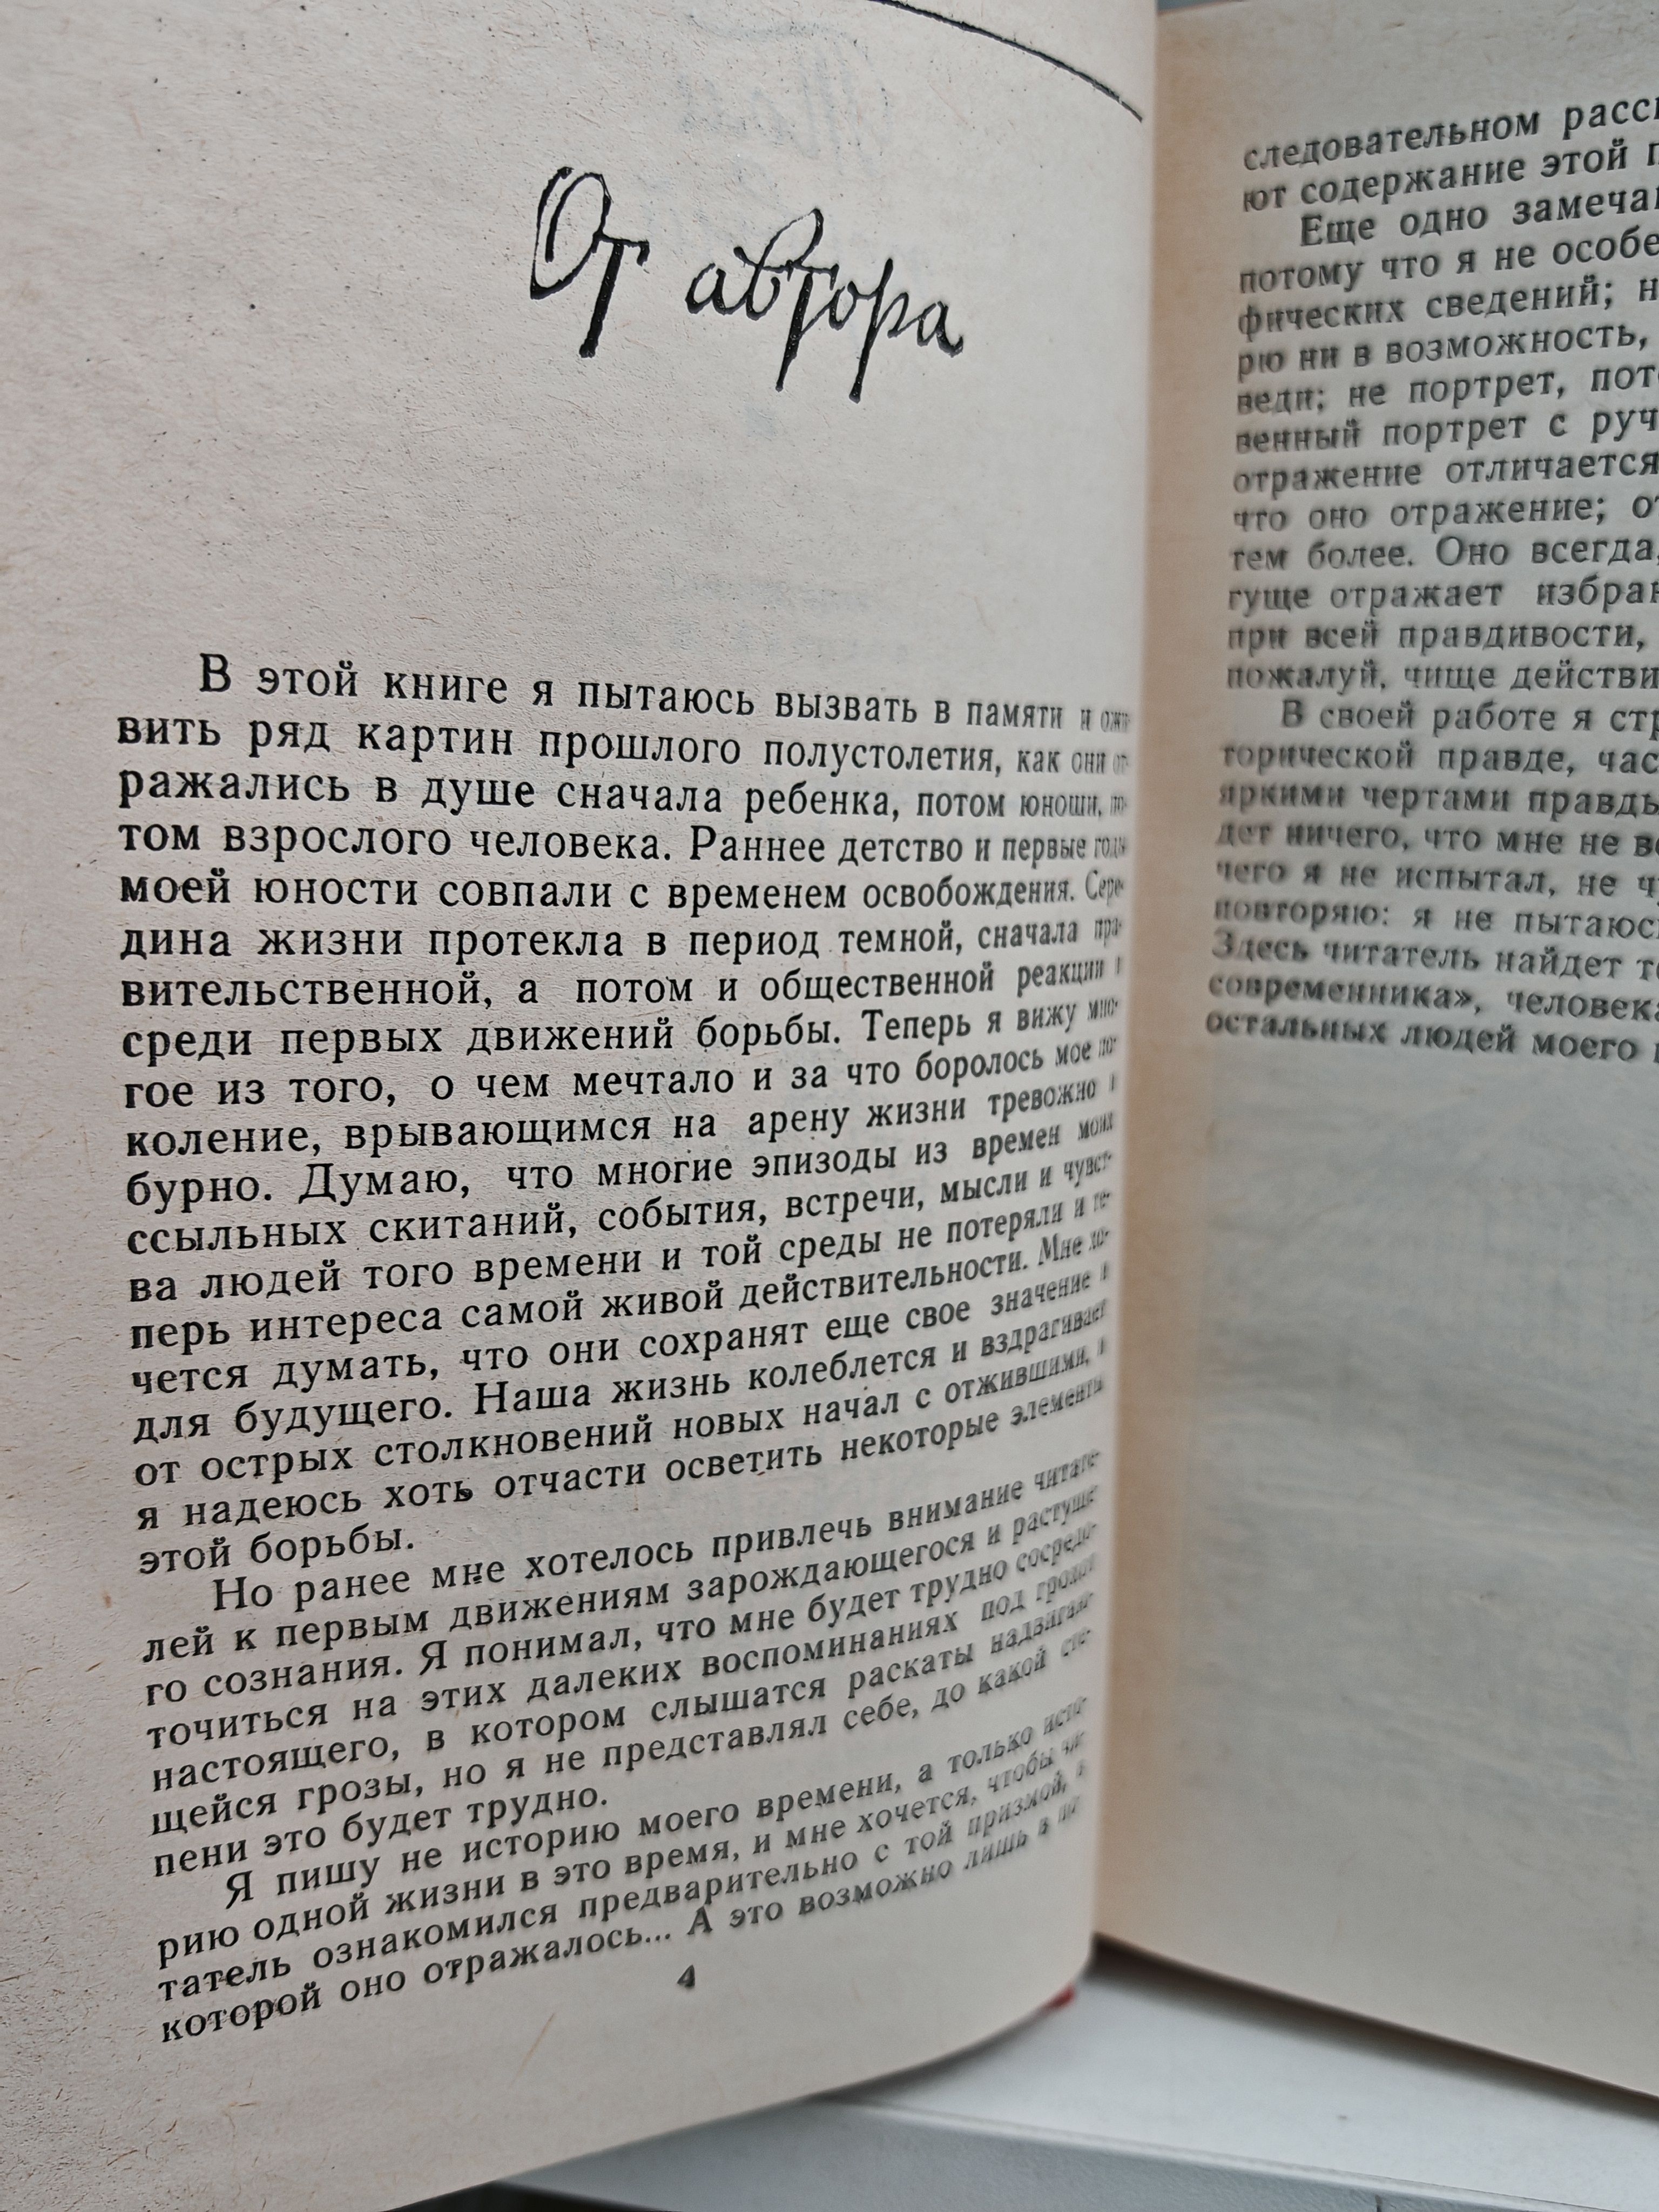 От автора
В этой книге я пытаюсь вызвать в памяти и ожи-
вить ряд картин прошлого полустолетия, как они от-
ражались в душе сначала ребенка, потом юноши, по-
том взрослого человека. Раннее детство и первые годы
моей юности совпали с временем освобождения. Сере-
дина жизни протекла в период темной, сначала пра-
вительственной, а потом и общественной реакции и
среди первых движений борьбы. Теперь я вижу мно-
гое из того, о чем мечтало и за что боролось мое по-
коление, врывающимся на арену жизни тревожно и
бурно. Думаю, что многие эпизоды из времен моих
ссыльных скитаний, события, встречи, мысли и чувст-
ва людей того времени и той среды не потеряли и те-
перь интереса самой живой действительности. Мне хо-
чется думать, что они сохранят еще свое значение и
для будущего. Наша жизнь колеблется и вздрагивает
от острых столкновений новых начал с отжившими, и
я надеюсь хоть отчасти осветить некоторые элементы
этой борьбы.
Но ранее мне хотелось привлечь внимание читате-
лей к первым движениям зарождающегося и растуще-
го сознания. Я понимал, что мне будет трудно сосредо-
точиться на этих далеких воспоминаниях под грохот
настоящего, в котором слышатся раскаты надвигаю-
щейся грозы, но я не представлял себе, до какой сте-
пени это будет трудно.
Я пишу не историю моего времени, а только исто-
рию одной жизни в это время, и мне хочется, чтобы чи-
татель ознакомился предварительно с той призмой, в
которой оно отражалось... А это возможно лишь в по-
4
следовательном
ют содержание этой
Еще одно
потому что я не
фических сведений;
рю ни в возможность,
веди; не портрет,
венный портрет с
отражение отличается
что оно отражение;
тем более. Оно всегда,
гуще отражает
при всей правдивости,
пожалуй, чище
В своей работе я
торической правде,
яркими чертами
дет ничего, что мне не
чего я не испытал, не
повторяю: я не
Здесь читатель найдет
современника», человека
остальных людей моего